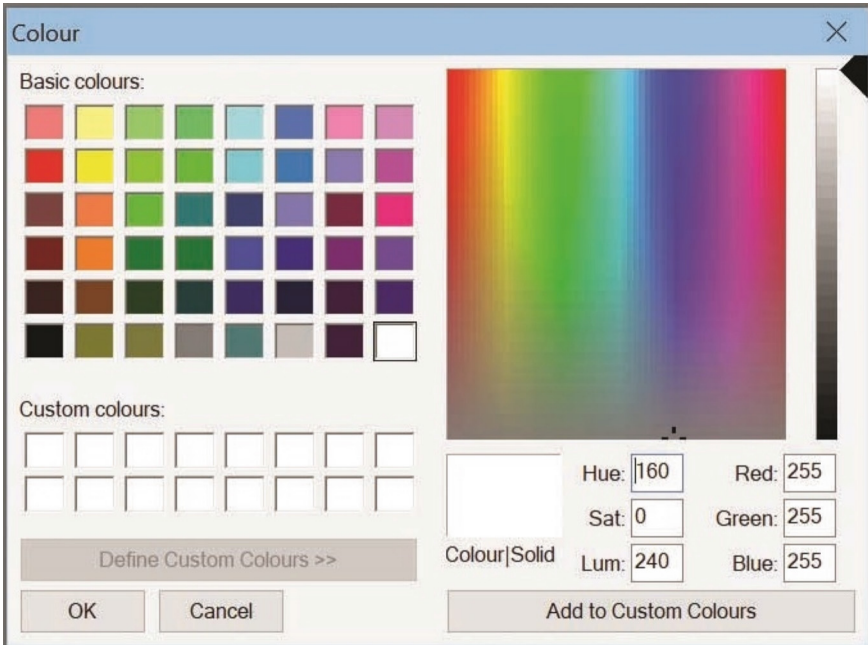 Colour
Basic colours:
Custom colours:
Define Custom Colours >>
OK
Cancel
Colour|Solid
Hue: 160
Sat: 0
Lum: 240
Red: 255
Green: 255
Blue: 255
Add to Custom Colours